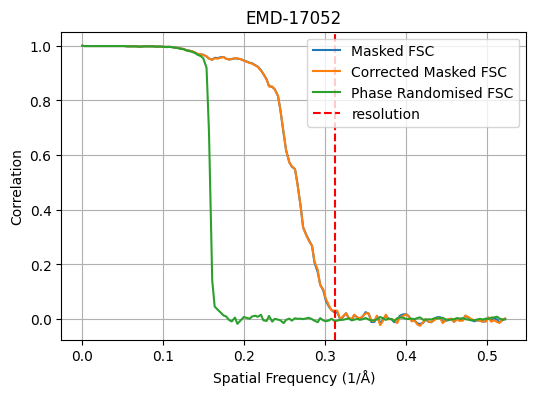 EMD-17052
Masked FSC
Corrected Masked FSC
Phase Randomised FSC
resolution
Correlation
1.0
0.8
0.6
0.4
0.2
0.0
0.0 0.1 0.2 0.3 0.4 0.5
Spatial Frequency (1/Å)